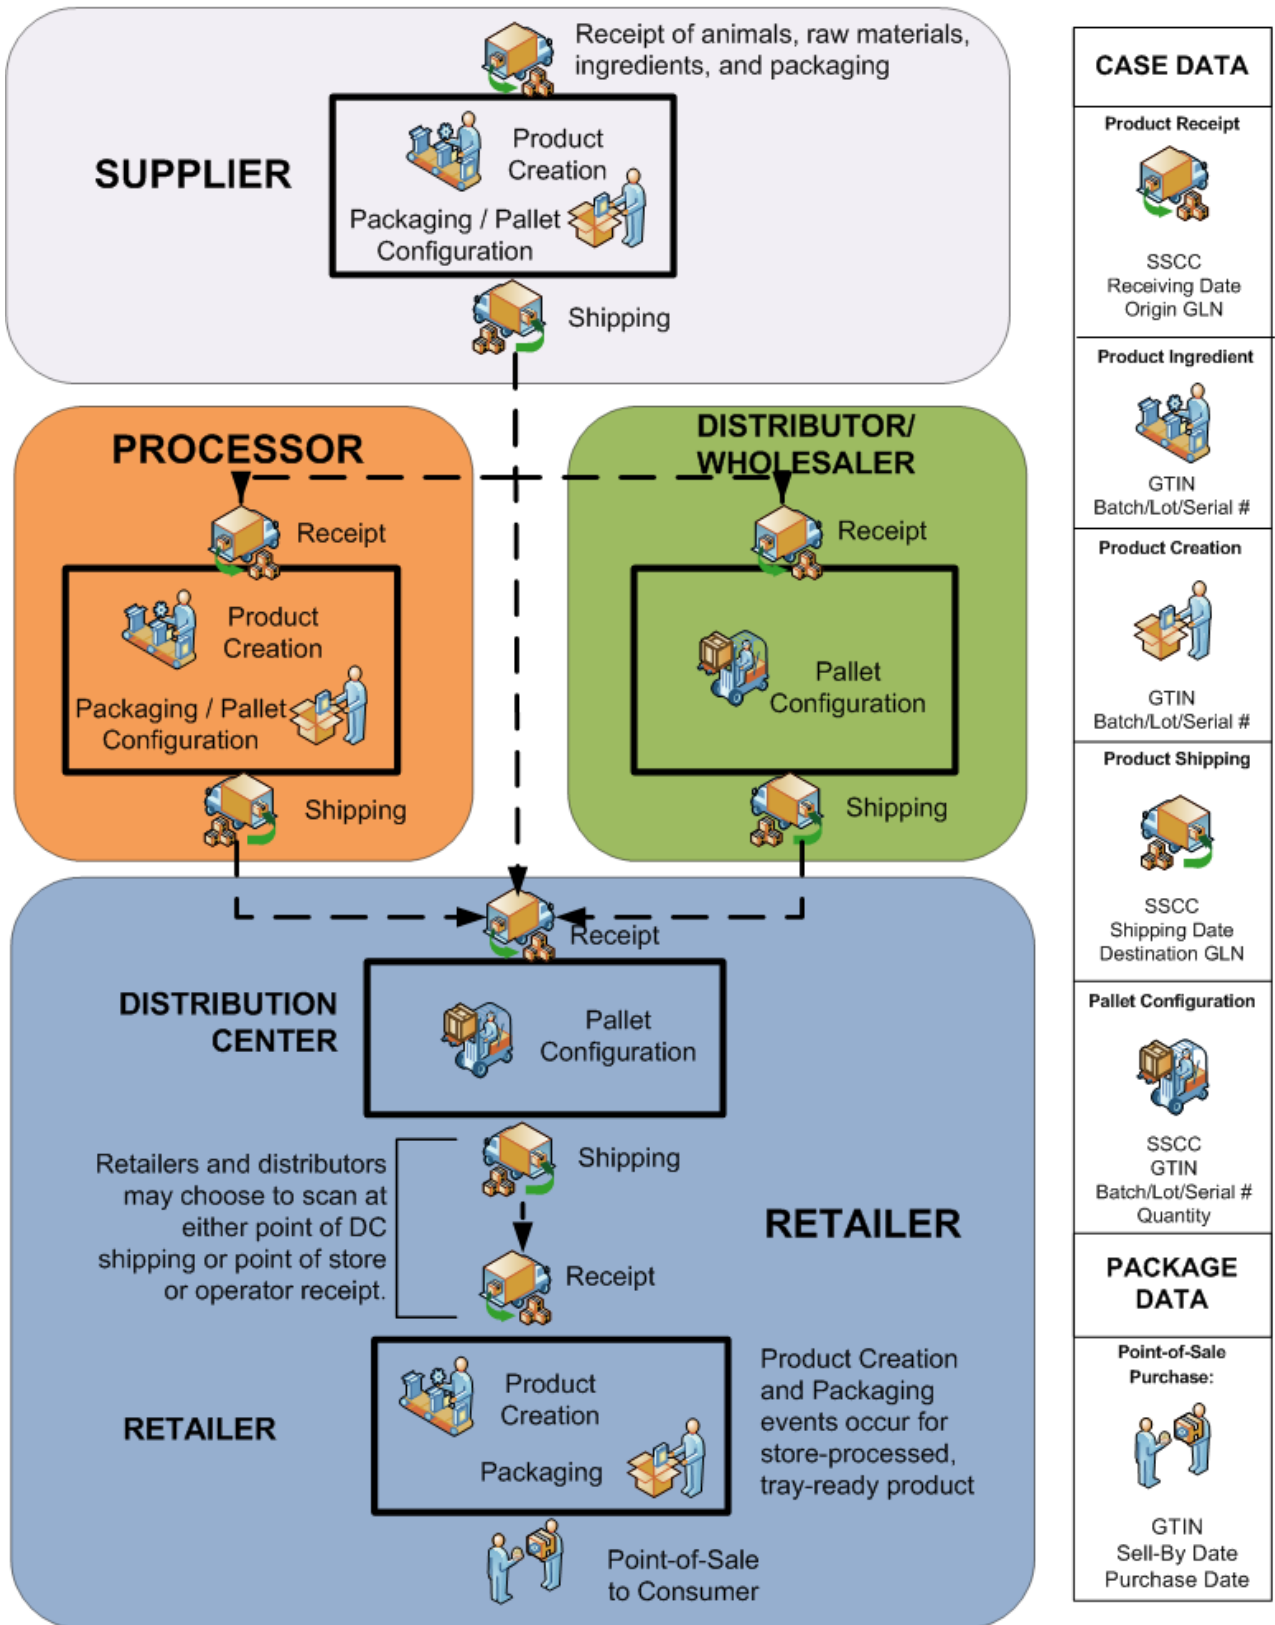 Receipt of animals, raw materials,
ingredients, and packaging
SUPPLIER
Product
Creation
Packaging / Pallet
Configuration
Shipping
PROCESSOR
Receipt
Product
Creation
Packaging / Pallet
Configuration
Shipping
DISTRIBUTOR/
WHOLESALER
Receipt
Pallet
Configuration
Shipping
Receipt
DISTRIBUTION
CENTER
Pallet
Configuration
Shipping
Retailers and distributors
may choose to scan at
either point of DC
shipping or point of store
or operator receipt.
RETAILER
Receipt
RETAILER
Product
Creation
Packaging
Product Creation
and Packaging
events occur for
store-processed,
tray-ready product
Point-of-Sale
to Consumer
CASE DATA
Product Receipt
SSCC
Receiving Date
Origin GLN
Product Ingredient
GTIN
Batch/Lot/Serial #
Product Creation
GTIN
Batch/Lot/Serial #
Product Shipping
SSCC
Shipping Date
Destination GLN
Pallet Configuration
SSCC
GTIN
Batch/Lot/Serial #
Quantity
PACKAGE
DATA
Point-of-Sale
Purchase:
GTIN
Sell-By Date
Purchase Date